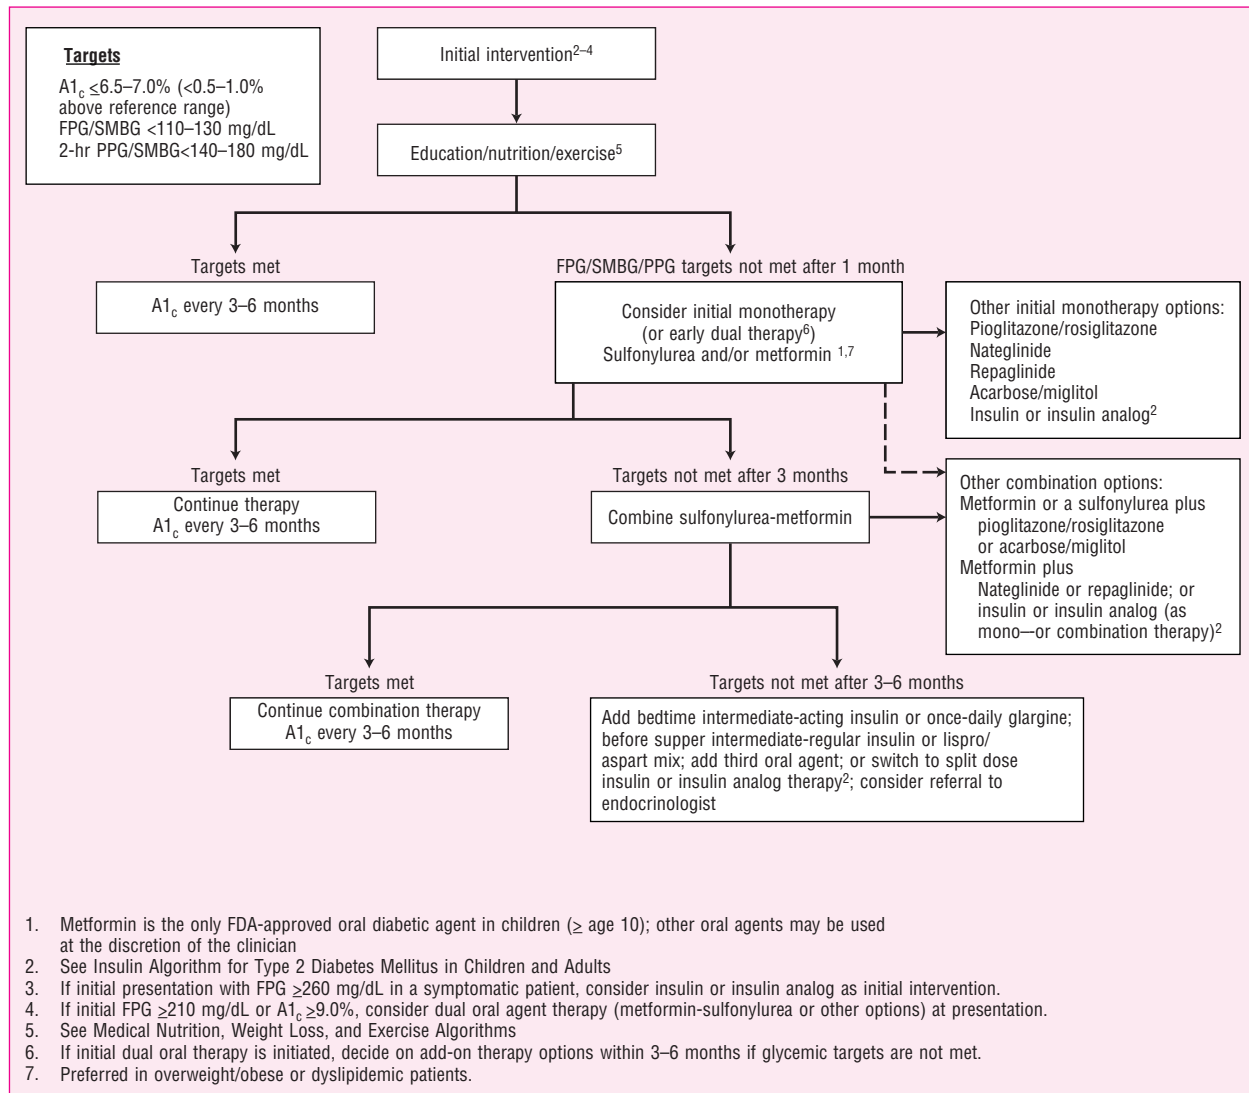 Targets
A1c ≤6.5–7.0% (<0.5–1.0%
above reference range)
FPG/SMBG <110–130 mg/dL
2-hr PPG/SMBG<140–180 mg/dL
Initial intervention2–4
Education/nutrition/exercise5
Targets met
A1c every 3–6 months
FPG/SMBG/PPG targets not met after 1 month
Consider initial monotherapy
(or early dual therapy6)
Sulfonylurea and/or metformin 1,7
Other initial monotherapy options:
Pioglitazone/rosiglitazone
Nateglinide
Repaglinide
Acarbose/miglitol
Insulin or insulin analog2
Targets met
Continue therapy
A1c every 3–6 months
Targets not met after 3 months
Combine sulfonylurea-metformin
Other combination options:
Metformin or a sulfonylurea plus
pioglitazone/rosiglitazone
or acarbose/miglitol
Metformin plus
Nateglinide or repaglinide; or
insulin or insulin analog (as
mono–-or combination therapy)2
Targets met
Continue combination therapy
A1c every 3–6 months
Targets not met after 3–6 months
Add bedtime intermediate-acting insulin or once-daily glargine;
before supper intermediate-regular insulin or lispro/
aspart mix; add third oral agent; or switch to split dose
insulin or insulin analog therapy2; consider referral to
endocrinologist
1. Metformin is the only FDA-approved oral diabetic agent in children (≥ age 10); other oral agents may be used
at the discretion of the clinician
2. See Insulin Algorithm for Type 2 Diabetes Mellitus in Children and Adults
3. If initial presentation with FPG ≥260 mg/dL in a symptomatic patient, consider insulin or insulin analog as initial intervention.
4. If initial FPG ≥210 mg/dL or A1c ≥9.0%, consider dual oral agent therapy (metformin-sulfonylurea or other options) at presentation.
5. See Medical Nutrition, Weight Loss, and Exercise Algorithms
6. If initial dual oral therapy is initiated, decide on add-on therapy options within 3–6 months if glycemic targets are not met.
7. Preferred in overweight/obese or dyslipidemic patients.